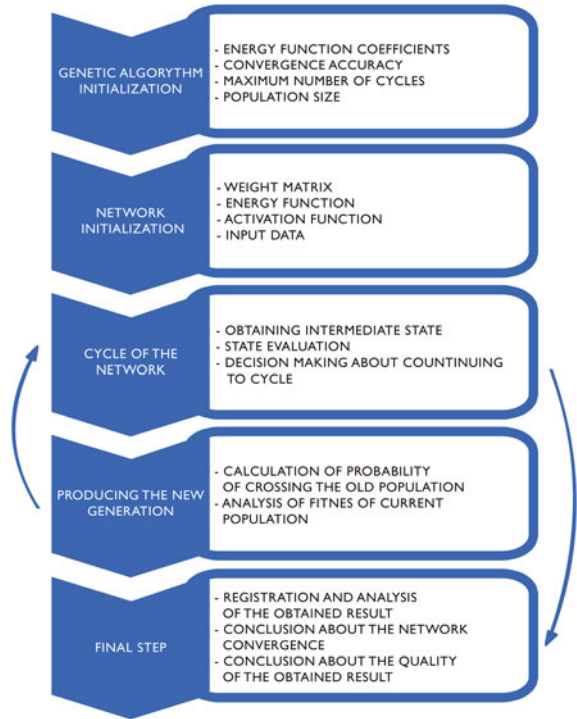 GENETIC ALGORYTHM
INITIALIZATION
- ENERGY FUNCTION COEFFICIENTS
- CONVERGENCE ACCURACY
- MAXIMUM NUMBER OF CYCLES
- POPULATION SIZE
NETWORK
INITIALIZATION
- WEIGHT MATRIX
- ENERGY FUNCTION
- ACTIVATION FUNCTION
- INPUT DATA
CYCLE OF THE
NETWORK
- OBTAINING INTERMEDIATE STATE
- STATE EVALUATION
- DECISION MAKING ABOUT COUNTINUING
TO CYCLE
PRODUCING THE NEW
GENERATION
- CALCULATION OF PROBABILITY
OF CROSSING THE OLD POPULATION
- ANALYSIS OF FITNES OF CURRENT
POPULATION
FINAL STEP
- REGISTRATION AND ANALYSIS
OF THE OBTAINED RESULT
- CONCLUSION ABOUT THE NETWORK
CONVERGENCE
- CONCLUSION ABOUT THE QUALITY
OF THE OBTAINED RESULT